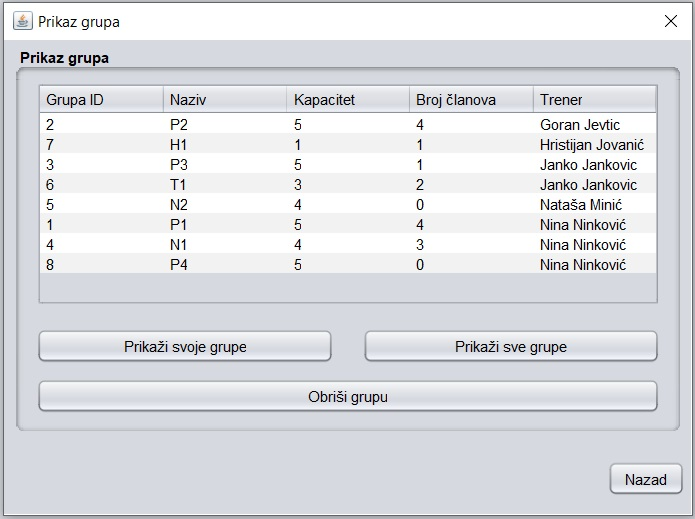 Prikaz grupa
Prikaz grupa
Grupa ID Naziv Kapacitet Broj članova Trener
2 P2 5 4 Goran Jevtic
7 H1 1 1 Hristijan Jovanić
3 P3 5 1 Janko Jankovic
6 T1 3 2 Janko Jankovic
5 N2 4 0 Nataša Minić
1 P1 5 4 Nina Ninković
4 N1 4 3 Nina Ninković
8 P4 5 0 Nina Ninković
Prikaži svoje grupe Prikaži sve grupe
Obriši grupu
Nazad